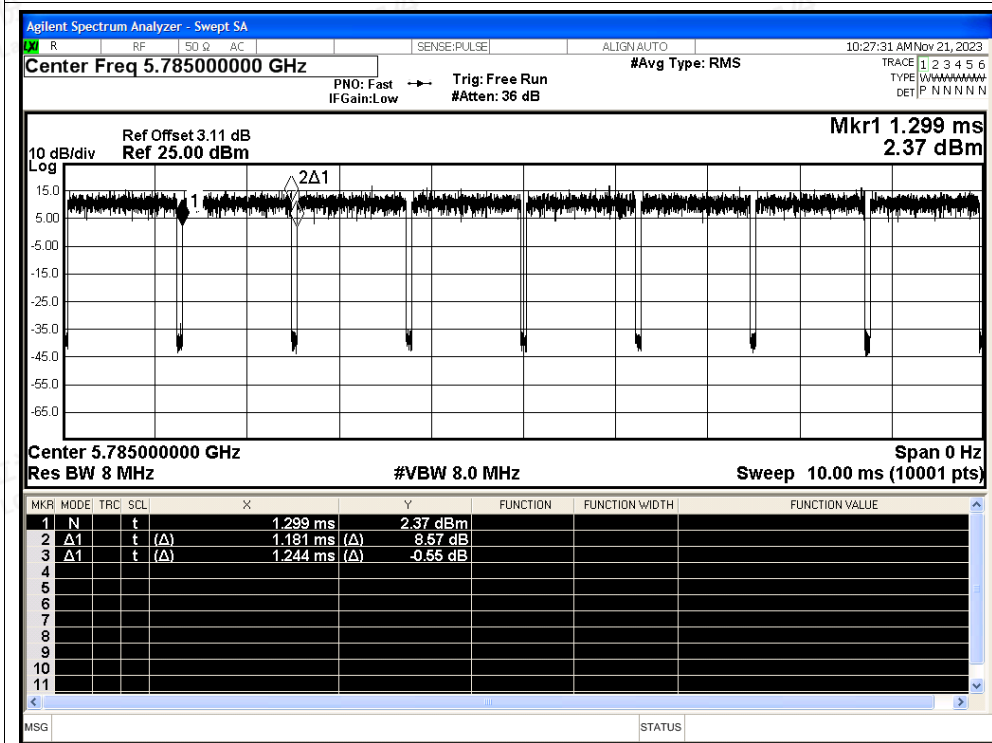 Agilent Spectrum Analyzer - Swept SA
LXI R RF 50 Ω AC SENSE:PULSE ALIGN AUTO 10:27:31 AM Nov 21, 2023
Center Freq 5.785000000 GHz #Avg Type: RMS TRACE 1 2 3 4 5 6
PNO: Fast Trig: Free Run TYPE W
IFGain:Low #Atten: 36 dB DET P N N N N N
Mkr1 1.299 ms
Ref Offset 3.11 dB
10 dB/div Ref 25.00 dBm 2.37 dBm
Log
2Δ1
15.0
1
5.00
-5.00
-15.0
-25.0
-35.0
-45.0
-55.0
-65.0
Center 5.785000000 GHz Span 0 Hz
Res BW 8 MHz #VBW 8.0 MHz Sweep 10.00 ms (10001 pts)
MKR MODE TRC SCL X Y FUNCTION FUNCTION WIDTH FUNCTION VALUE
1 N t 1.299 ms 2.37 dBm
2 Δ1 t (Δ) 1.181 ms (Δ) 8.57 dB
3 Δ1 t (Δ) 1.244 ms (Δ) -0.55 dB
4
5
6
7
8
9
10
11
MSG STATUS